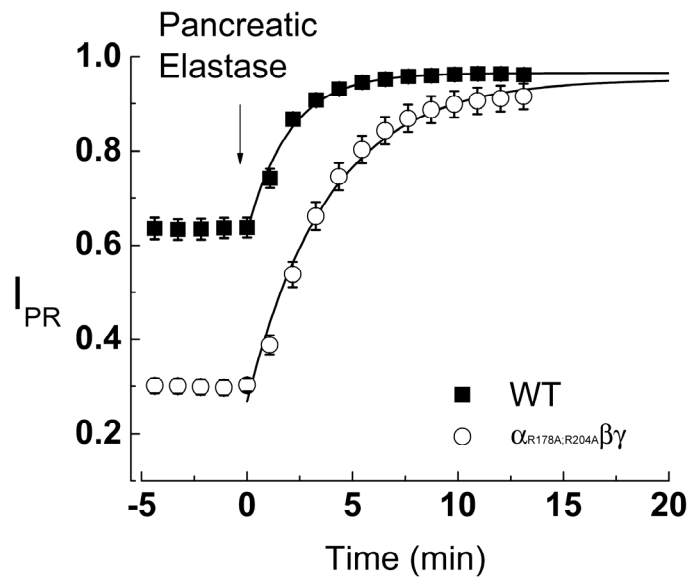 Pancreatic
Elastase
1.0
0.8
0.6
0.4
0.2
I PR
WT
αR178A;R204Aβγ
-5 0 5 10 15 20
Time (min)